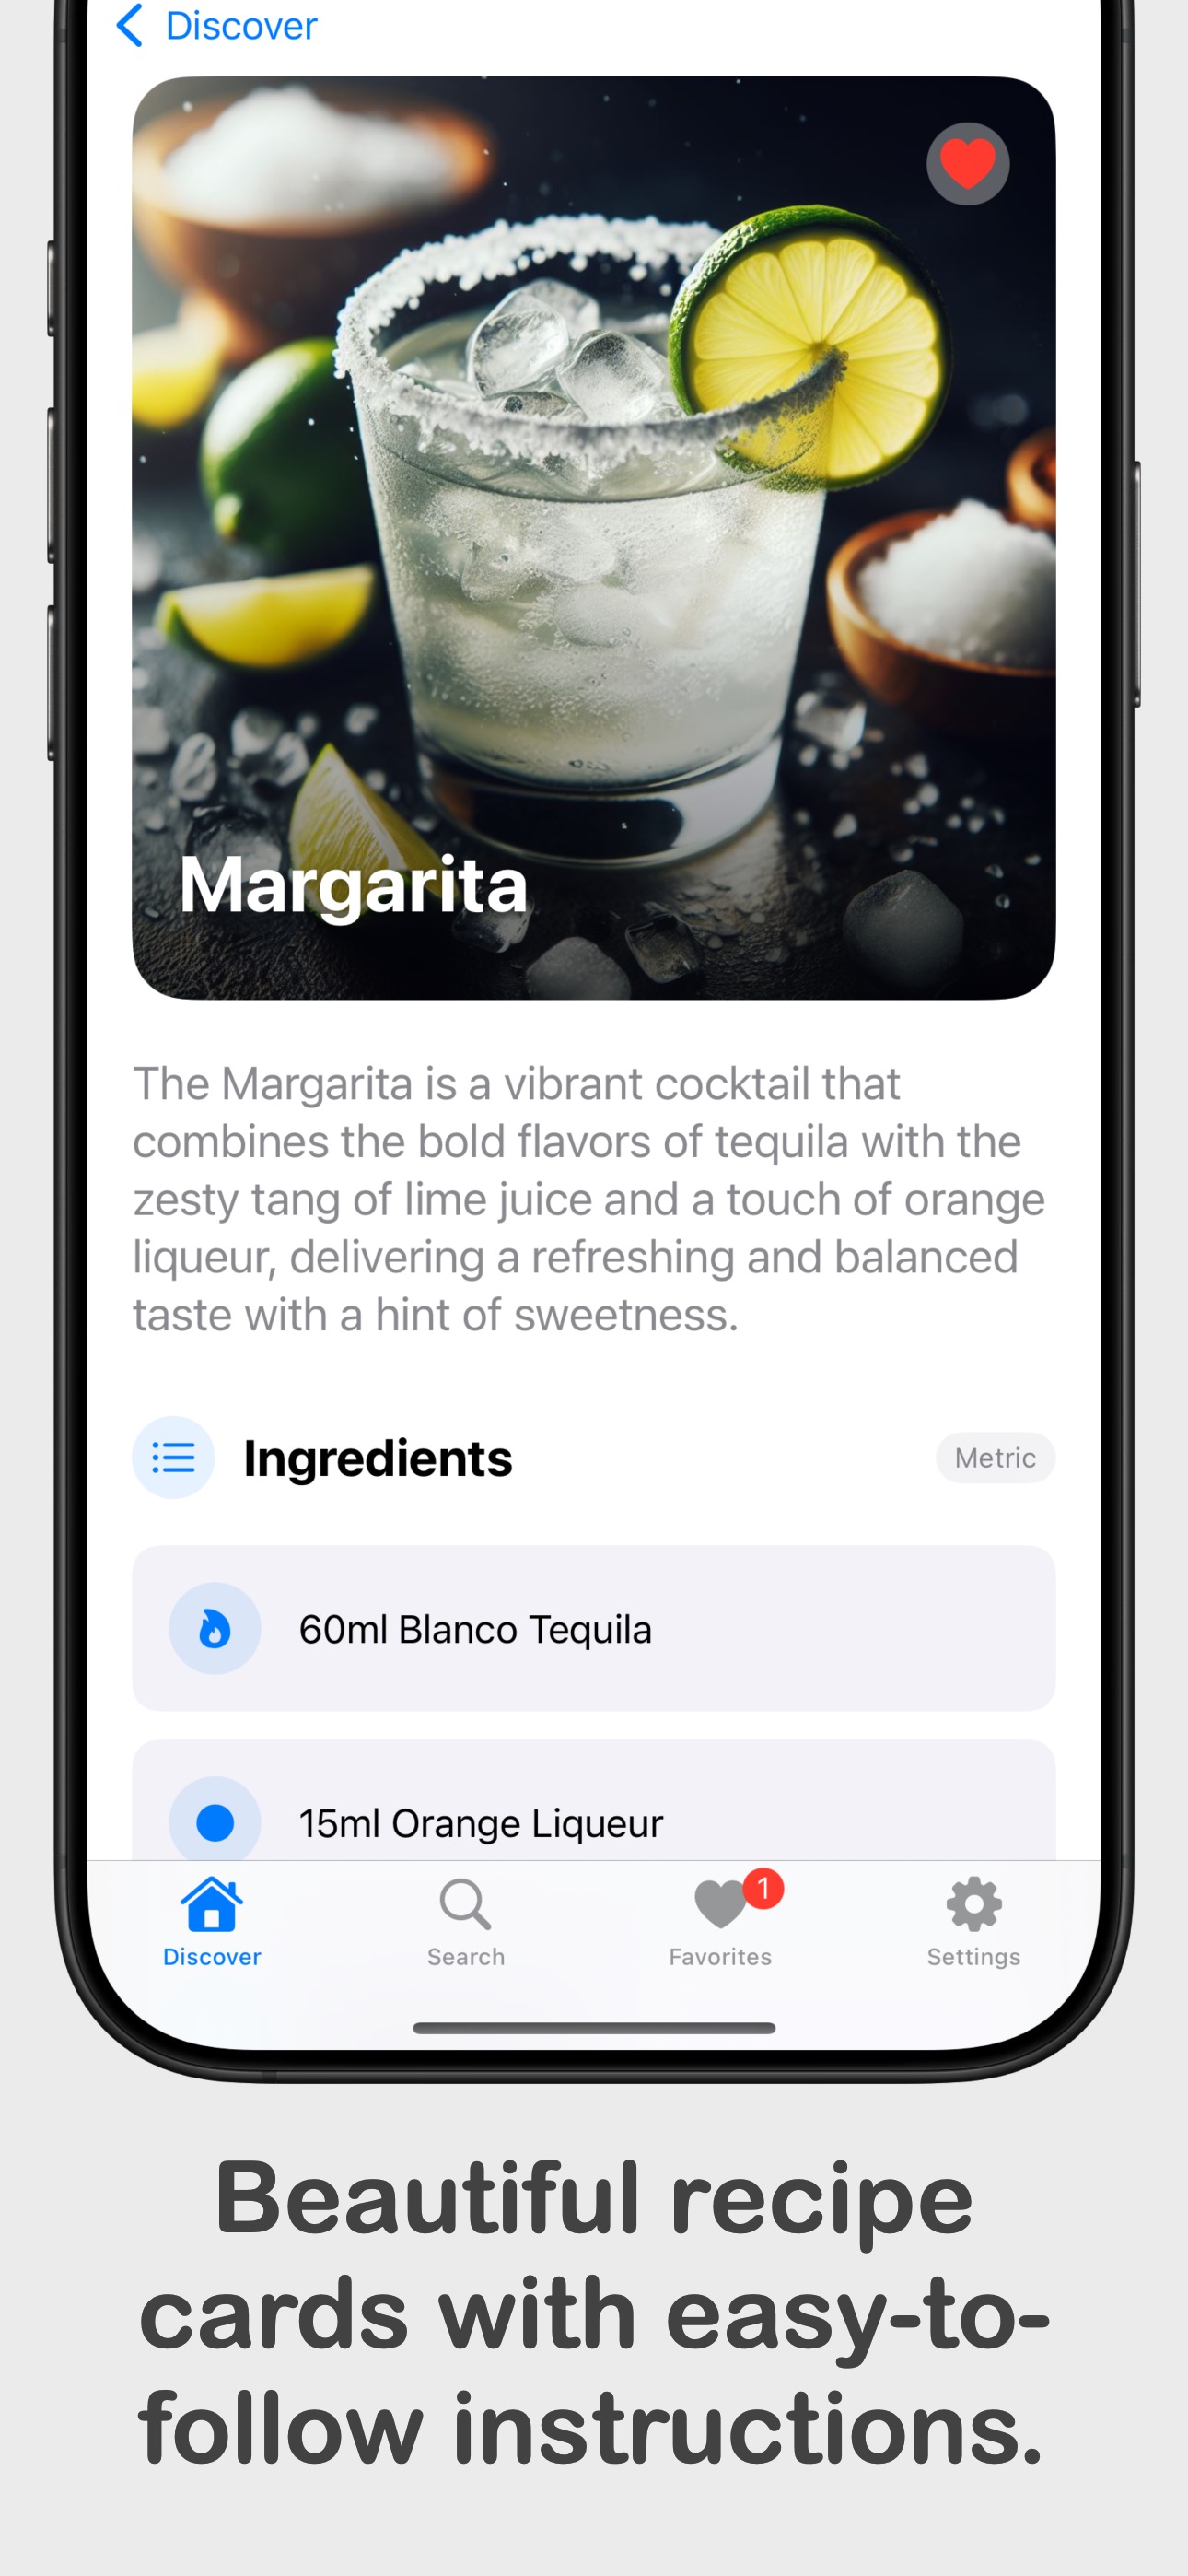 Discover
Margarita
The Margarita is a vibrant cocktail that
combines the bold flavors of tequila with the
zesty tang of lime juice and a touch of orange
liqueur, delivering a refreshing and balanced
taste with a hint of sweetness.
Ingredients
Metric
60ml Blanco Tequila
15ml Orange Liqueur
1
Discover
Search
Favorites
Settings
Beautiful recipe
cards with easy-to-
follow instructions.